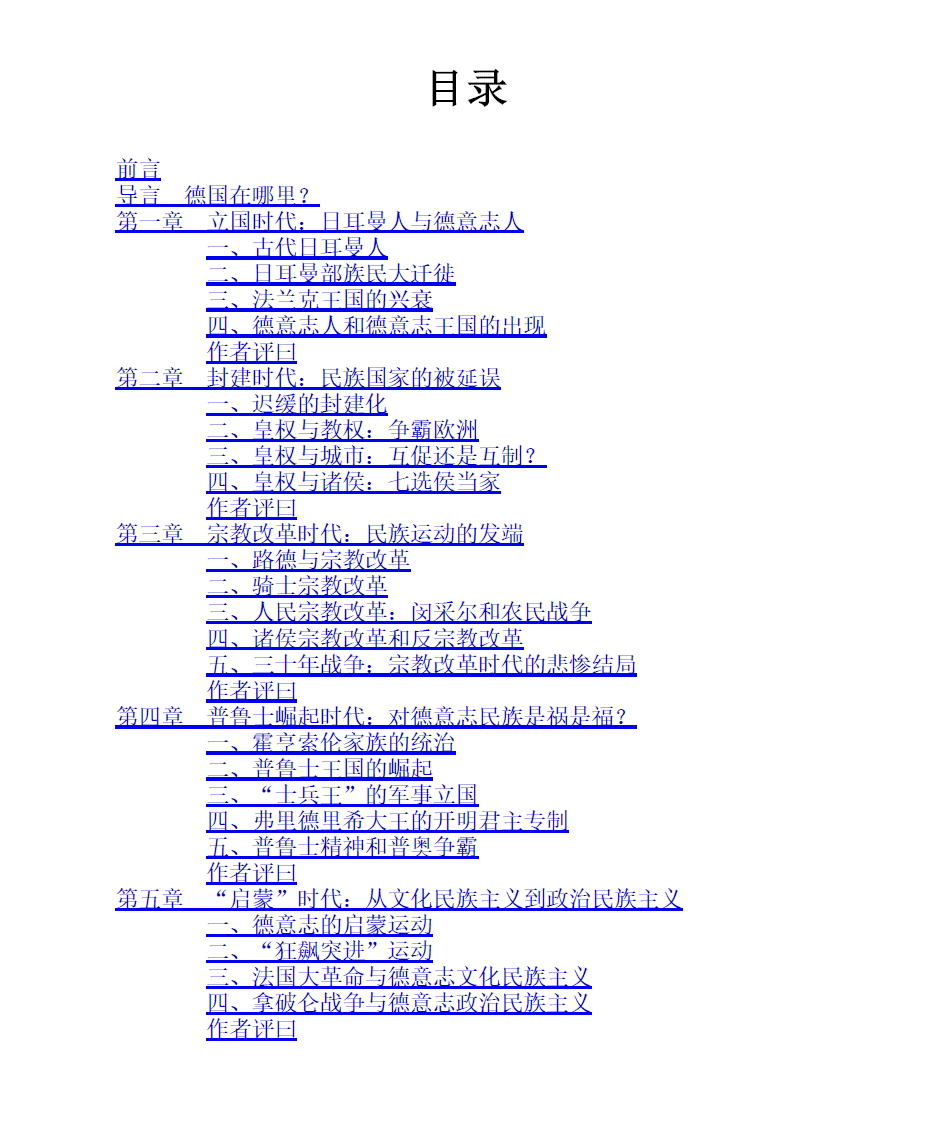 目录
前言
导言　德国在哪里？
第一章　立国时代：日耳曼人与德意志人
一、古代日耳曼人
二、日耳曼部族民大迁徙
三、法兰克王国的兴衰
四、德意志人和德意志王国的出现
作者评曰
第二章　封建时代：民族国家的被延误
一、迟缓的封建化
二、皇权与教权：争霸欧洲
三、皇权与城市：互促还是互制？
四、皇权与诸侯：七选侯当家
作者评曰
第三章　宗教改革时代：民族运动的发端
一、路德与宗教改革
二、骑士宗教改革
三、人民宗教改革：闵采尔和农民战争
四、诸侯宗教改革和反宗教改革
五、三十年战争：宗教改革时代的悲惨结局
作者评曰
第四章　普鲁士崛起时代：对德意志民族是祸是福？
一、霍亨索伦家族的统治
二、普鲁士王国的崛起
三、“士兵王”的军事立国
四、弗里德里希大王的开明君主专制
五、普鲁士精神和普奥争霸
作者评曰
第五章　“启蒙”时代：从文化民族主义到政治民族主义
一、德意志的启蒙运动
二、“狂飙突进”运动
三、法国大革命与德意志文化民族主义
四、拿破仑战争与德意志政治民族主义
作者评曰